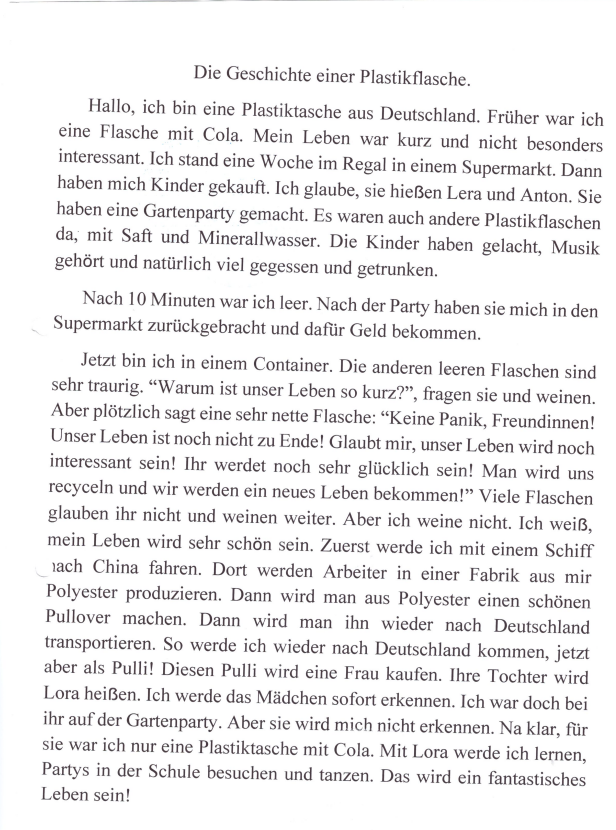 Die Geschichte einer Plastikflasche.
Hallo, ich bin eine Plastiktasche aus Deutschland. Früher war ich
eine Flasche mit Cola. Mein Leben war kurz und nicht besonders
interessant. Ich stand eine Woche im Regal in einem Supermarkt. Dann
haben mich Kinder gekauft. Ich glaube, sie hießen Lera und Anton. Sie
haben eine Gartenparty gemacht. Es waren auch andere Plastikflaschen
da, mit Saft und Minerallwasser. Die Kinder haben gelacht, Musik
gehört und natürlich viel gegessen und getrunken.
Nach 10 Minuten war ich leer. Nach der Party haben sie mich in den
Supermarkt zurückgebracht und dafür Geld bekommen.
Jetzt bin ich in einem Container. Die anderen leeren Flaschen sind
sehr traurig. “Warum ist unser Leben so kurz?”, fragen sie und weinen.
Aber plötzlich sagt eine sehr nette Flasche: “Keine Panik, Freundinnen!
Unser Leben ist noch nicht zu Ende! Glaubt mir, unser Leben wird noch
interessant sein! Ihr werdet noch sehr glücklich sein! Man wird uns
recyceln und wir werden ein neues Leben bekommen!” Viele Flaschen
glauben ihr nicht und weinen weiter. Aber ich weine nicht. Ich weiß,
mein Leben wird sehr schön sein. Zuerst werde ich mit einem Schiff
nach China fahren. Dort werden Arbeiter in einer Fabrik aus mir
Polyester produzieren. Dann wird man aus Polyester einen schönen
Pullover machen. Dann wird man ihn wieder nach Deutschland
transportieren. So werde ich wieder nach Deutschland kommen, jetzt
aber als Pulli! Diesen Pulli wird eine Frau kaufen. Ihre Tochter wird
Lora heißen. Ich werde das Mädchen sofort erkennen. Ich war doch bei
ihr auf der Gartenparty. Aber sie wird mich nicht erkennen. Na klar, für
sie war ich nur eine Plastiktasche mit Cola. Mit Lora werde ich lernen,
Partys in der Schule besuchen und tanzen. Das wird ein fantastisches
Leben sein!